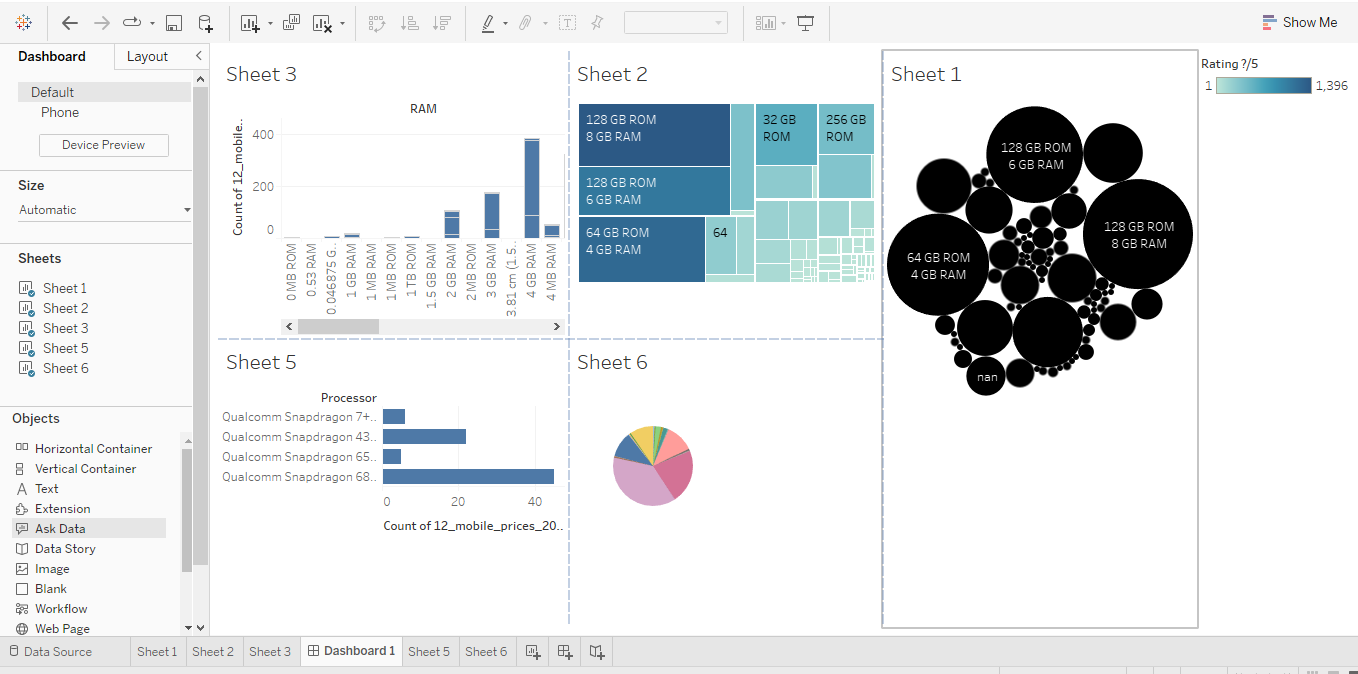 Show Me
Dashboard
Layout
Default
Phone
Device Preview
Size
Automatic
Sheets
Sheet 1
Sheet 2
Sheet 3
Sheet 5
Sheet 6
Objects
Horizontal Container
Vertical Container
Text
Extension
Ask Data
Data Story
Image
Blank
Workflow
Web Page
Sheet 3
RAM
Count of 12_mobile..
400
200
0
0 MB ROM
0.553 RAM
0.046875 G..
1 GB RAM
1 MB RAM
1 MB ROM
1 TB ROM
1.5 GB RAM
2 GB RAM
2 MB ROM
3 GB RAM
3.81 cm (1.5..
4 GB RAM
4 MB RAM
Sheet 2
128 GB ROM
8 GB RAM
128 GB ROM
6 GB RAM
64 GB ROM
4 GB RAM
64
32 GB
ROM
256 GB
ROM
Sheet 1
128 GB ROM
6 GB RAM
128 GB ROM
8 GB RAM
64 GB ROM
4 GB RAM
nan
Rating ?/5
1
1,396
Sheet 5
Processor
Qualcomm Snapdragon 7+..
Qualcomm Snapdragon 43..
Qualcomm Snapdragon 65..
Qualcomm Snapdragon 68..
0
20
40
Count of 12_mobile_prices_20..
Sheet 6
Data Source
Sheet 1
Sheet 2
Sheet 3
Dashboard 1
Sheet 5
Sheet 6